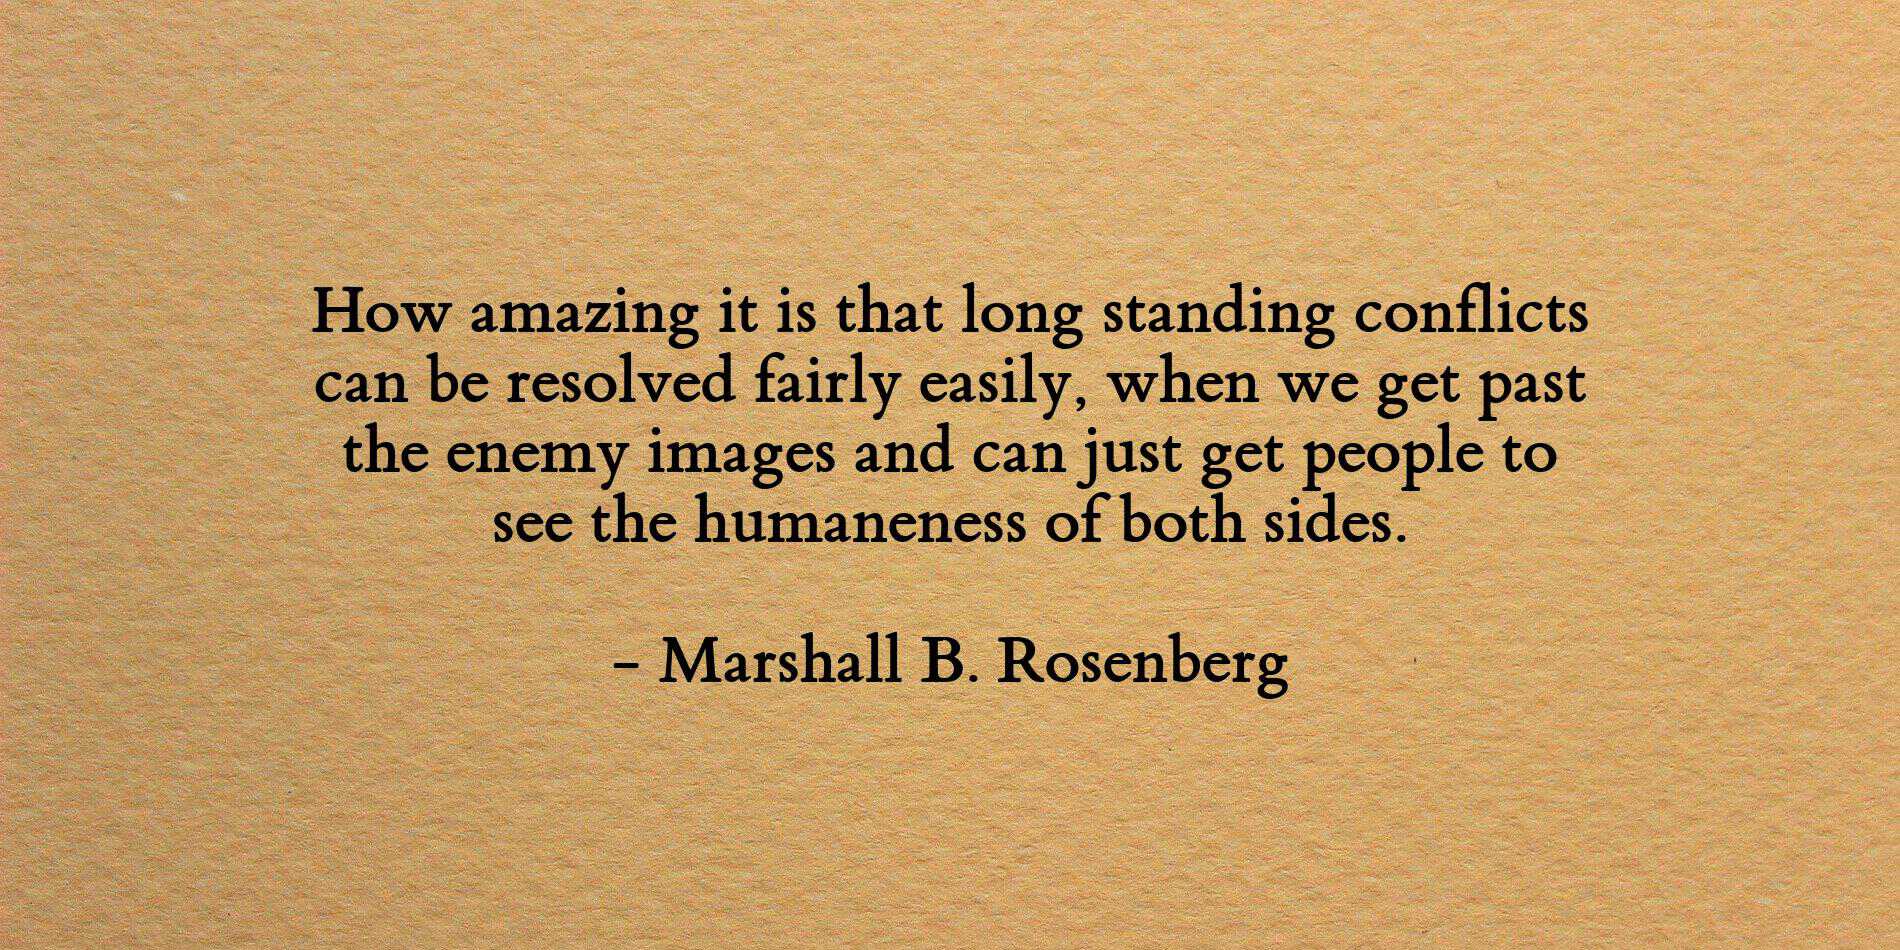 How amazing it is that long standing conflicts
can be resolved fairly easily, when we get past
the enemy images and can just get people to
see the humaneness of both sides.
– Marshall B. Rosenberg